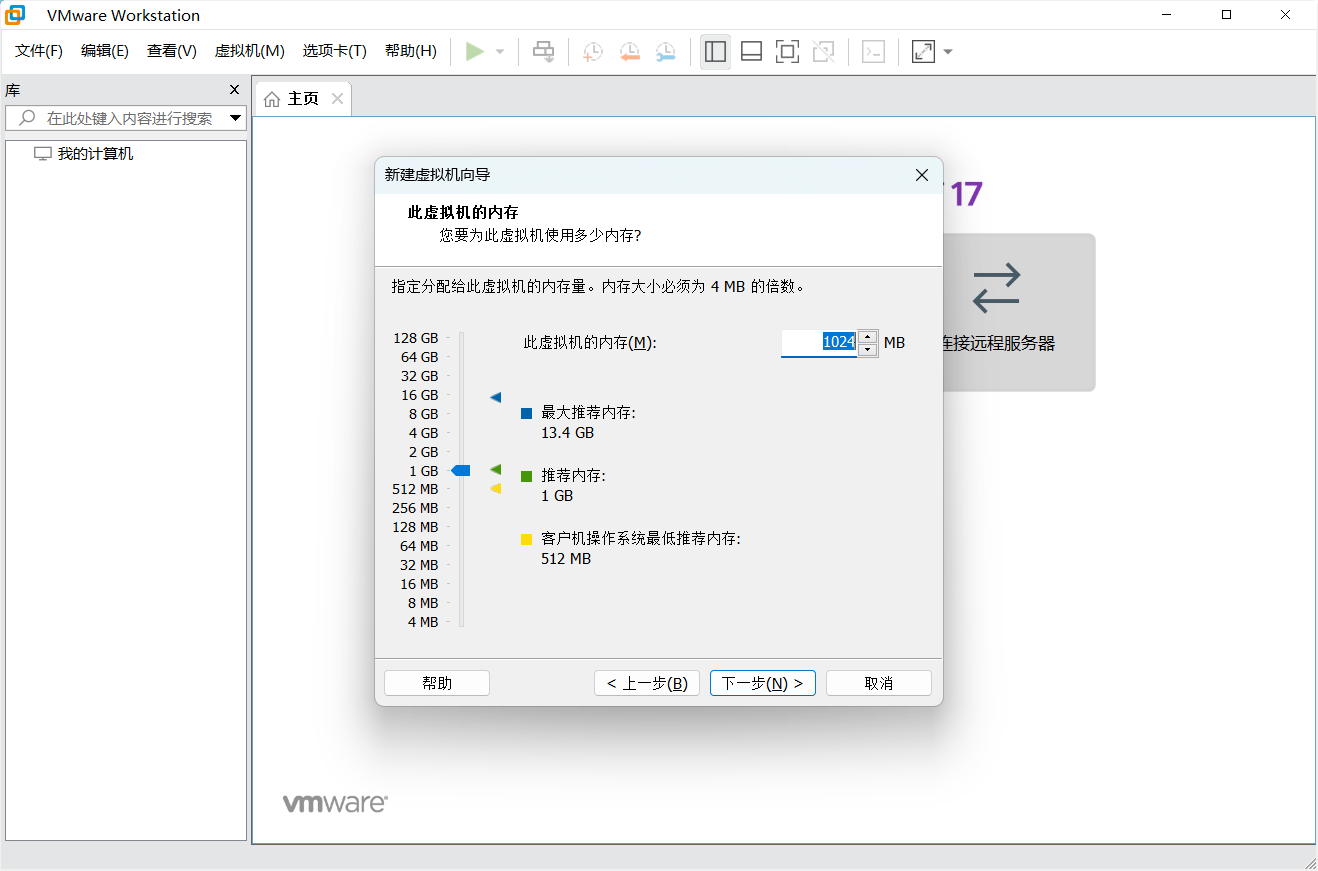 VMware Workstation
文件(F) 编辑(E) 查看(V) 虚拟机(M) 选项卡(T) 帮助(H)
库
在此处键入内容进行搜索
我的计算机
主页
17
连接远程服务器
新建虚拟机向导
此虚拟机的内存
您要为此虚拟机使用多少内存?
指定分配给此虚拟机的内存量。内存大小必须为 4 MB 的倍数。
128 GB
64 GB
32 GB
16 GB
8 GB
4 GB
2 GB
1 GB
512 MB
256 MB
128 MB
64 MB
32 MB
16 MB
8 MB
4 MB
此虚拟机的内存(M): 1024 MB
最大推荐内存:
13.4 GB
推荐内存:
1 GB
客户机操作系统最低推荐内存:
512 MB
帮助 < 上一步(B) 下一步(N) > 取消
vmware